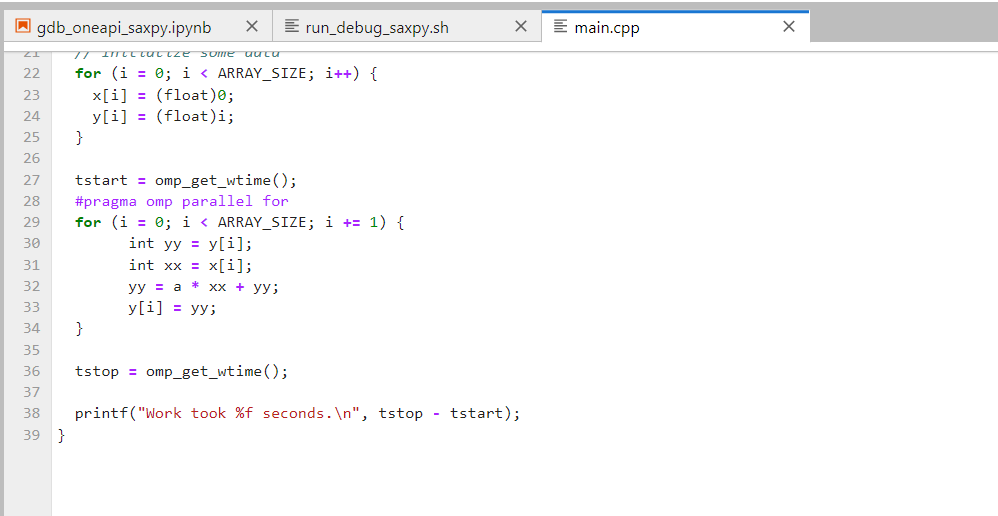 gdb_oneapi_saxpy.ipynb
run_debug_saxpy.sh
main.cpp
21 // initialize some data
22 for (i = 0; i < ARRAY_SIZE; i++) {
23 x[i] = (float)0;
24 y[i] = (float)i;
25 }
26
27 tstart = omp_get_wtime();
28 #pragma omp parallel for
29 for (i = 0; i < ARRAY_SIZE; i += 1) {
30 int yy = y[i];
31 int xx = x[i];
32 yy = a * xx + yy;
33 y[i] = yy;
34 }
35
36 tstop = omp_get_wtime();
37
38 printf("Work took %f seconds.\n", tstop - tstart);
39 }